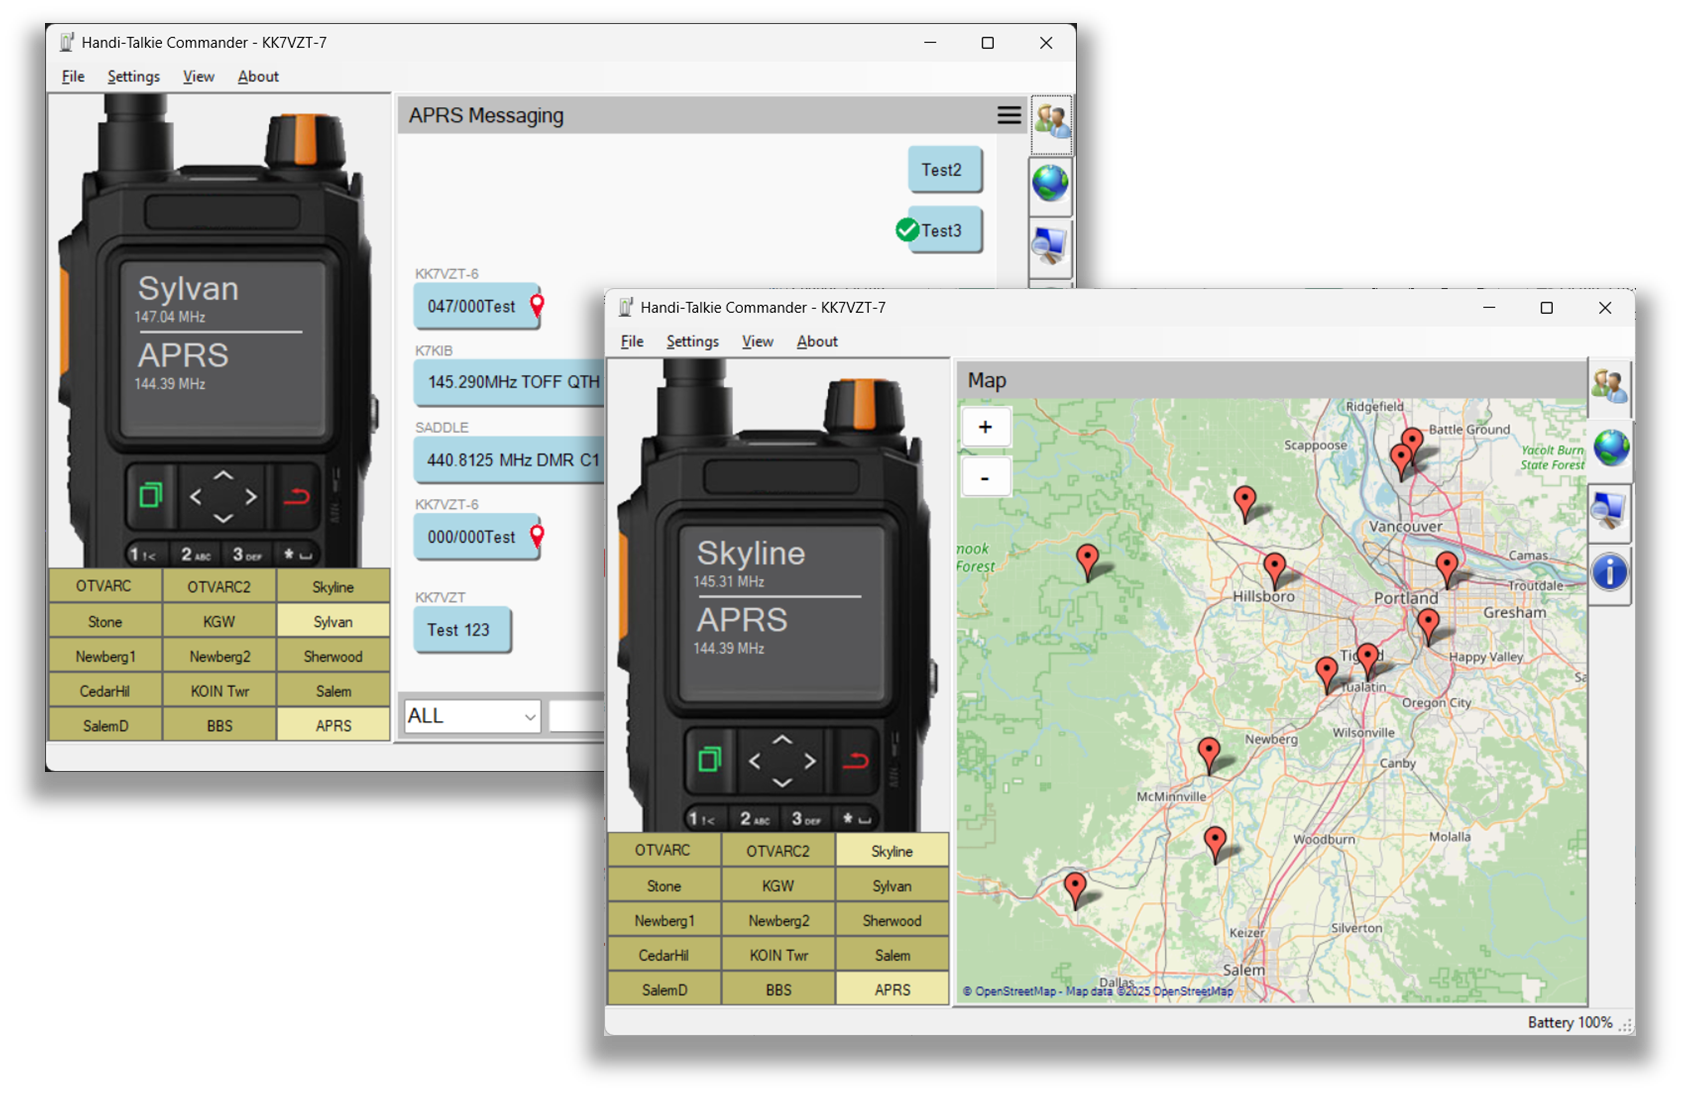 Handi-Talkie Commander - KK7VZT-7
File Settings View About
APRS Messaging
Test2
Test3
KK7VZT-6
047/000Test
K7KIB
145.290MHz TOFF QTH
SADDLE
440.8125 MHz DMR C1
KK7VZT-6
000/000Test
KK7VZT
Test 123
ALL
Sylvan
147.04 MHz
APRS
144.39 MHz
1 2 ABC 3 DEF *
OTVARC OTVARC2 Skyline
Stone KGW Sylvan
Newberg1 Newberg2 Sherwood
CedarHil KOIN Twr Salem
SalemD BBS APRS
Handi-Talkie Commander - KK7VZT-7
File Settings View About
Skyline
145.31 MHz
APRS
144.39 MHz
1 2 ABC 3 DEF *
OTVARC OTVARC2 Skyline
Stone KGW Sylvan
Newberg1 Newberg2 Sherwood
CedarHil KOIN Twr Salem
SalemD BBS APRS
Map
+
-
Ridgefield
Battle Ground
Scappoose
Yacolt Burn
State Forest
Vancouver
mook
Forest
Camas
Troutdale
Hillsboro
Portland
Gresham
Happy Valley
Tualatin
Oregon City
Wilsonville
Newberg
Canby
McMinnville
Woodburn
Molalla
Keizer
Silverton
Salem
Dallas
© OpenStreetMap - Map data ©2025 OpenStreetMap
Battery 100%